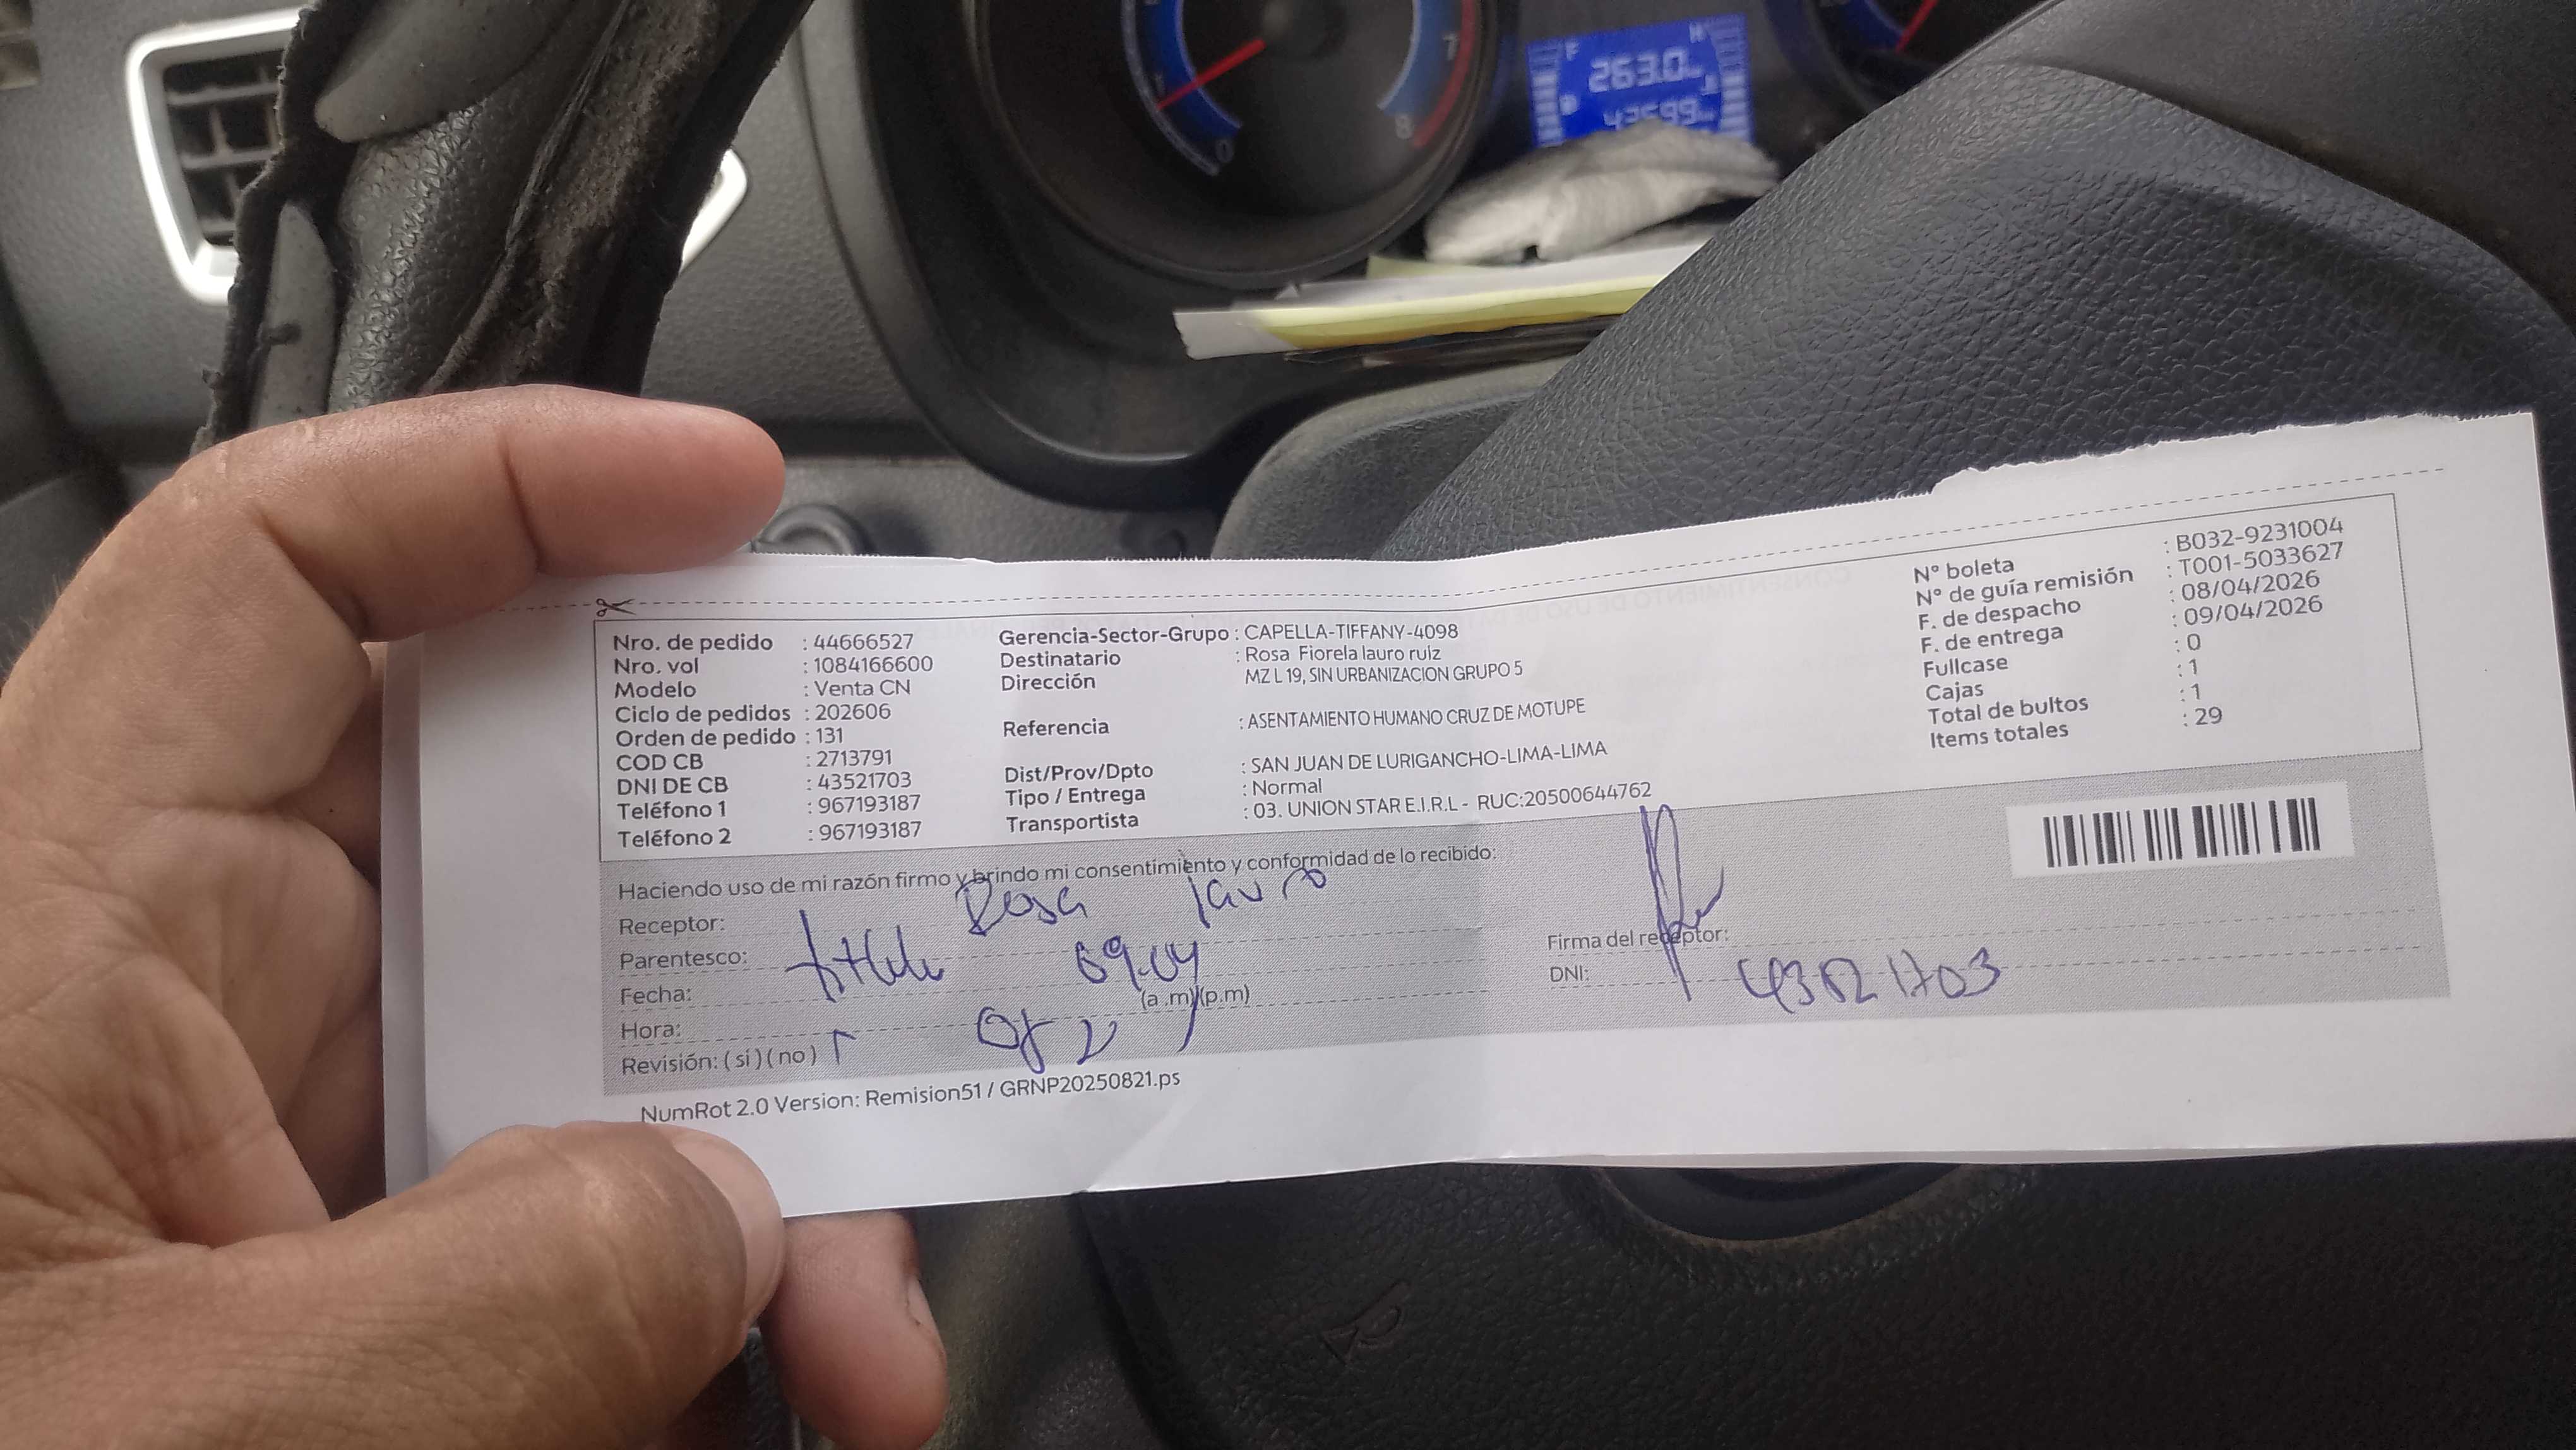 263.0
Nro. de pedido : 44666527
Nro. vol : 1084166600
Modelo : Venta CN
Ciclo de pedidos : 202606
Orden de pedido : 131
COD CB : 2713791
DNI DE CB : 43521703
Teléfono 1 : 967193187
Teléfono 2 : 967193187
Gerencia-Sector-Grupo : CAPELLA-TIFFANY-4098
Destinatario : Rosa Fiorela lauro ruiz
Dirección MZ L 19, SIN URBANIZACION GRUPO 5
Referencia : ASENTAMIENTO HUMANO CRUZ DE MOTUPE
Dist/Prov/Dpto : SAN JUAN DE LURIGANCHO-LIMA-LIMA
Tipo / Entrega : Normal
Transportista : 03. UNION STAR E.I.R.L - RUC:20500644762
N° boleta : B032-9231004
N° de guía remisión : T001-5033627
F. de despacho : 08/04/2026
F. de entrega : 09/04/2026
Fullcase : 0
Cajas : 1
Total de bultos : 1
Items totales : 29
Haciendo uso de mi razón firmo y brindo mi consentimiento y conformidad de lo recibido:
Receptor: Rosa lauro
Parentesco:
Fecha: 09.04
Hora: (a.m)(p.m)
Revisión: (sí) (no)
Firma del receptor:
DNI: 43521703
NumRot 2.0 Version: Remision51 / GRNP20250821.ps